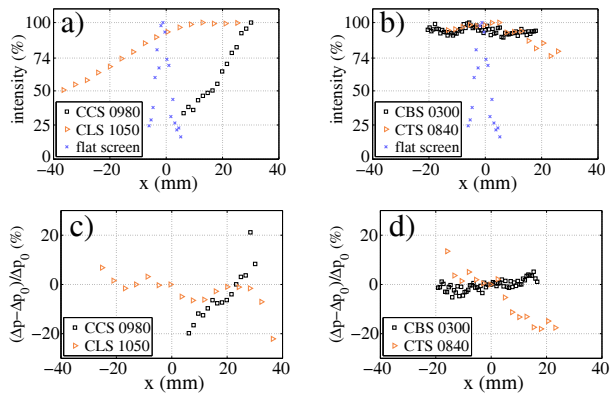 a)
100
74
50
25
0
intensity (%)
CCS 0980
CLS 1050
flat screen
−40 −20 0 20 40
x (mm)
b)
100
74
50
25
0
intensity (%)
CBS 0300
CTS 0840
flat screen
−40 −20 0 20 40
x (mm)
c)
20
0
−20
(Δp−Δp0)/Δp0 (%)
CCS 0980
CLS 1050
−40 −20 0 20 40
x (mm)
d)
20
0
−20
(Δp−Δp0)/Δp0 (%)
CBS 0300
CTS 0840
−40 −20 0 20 40
x (mm)